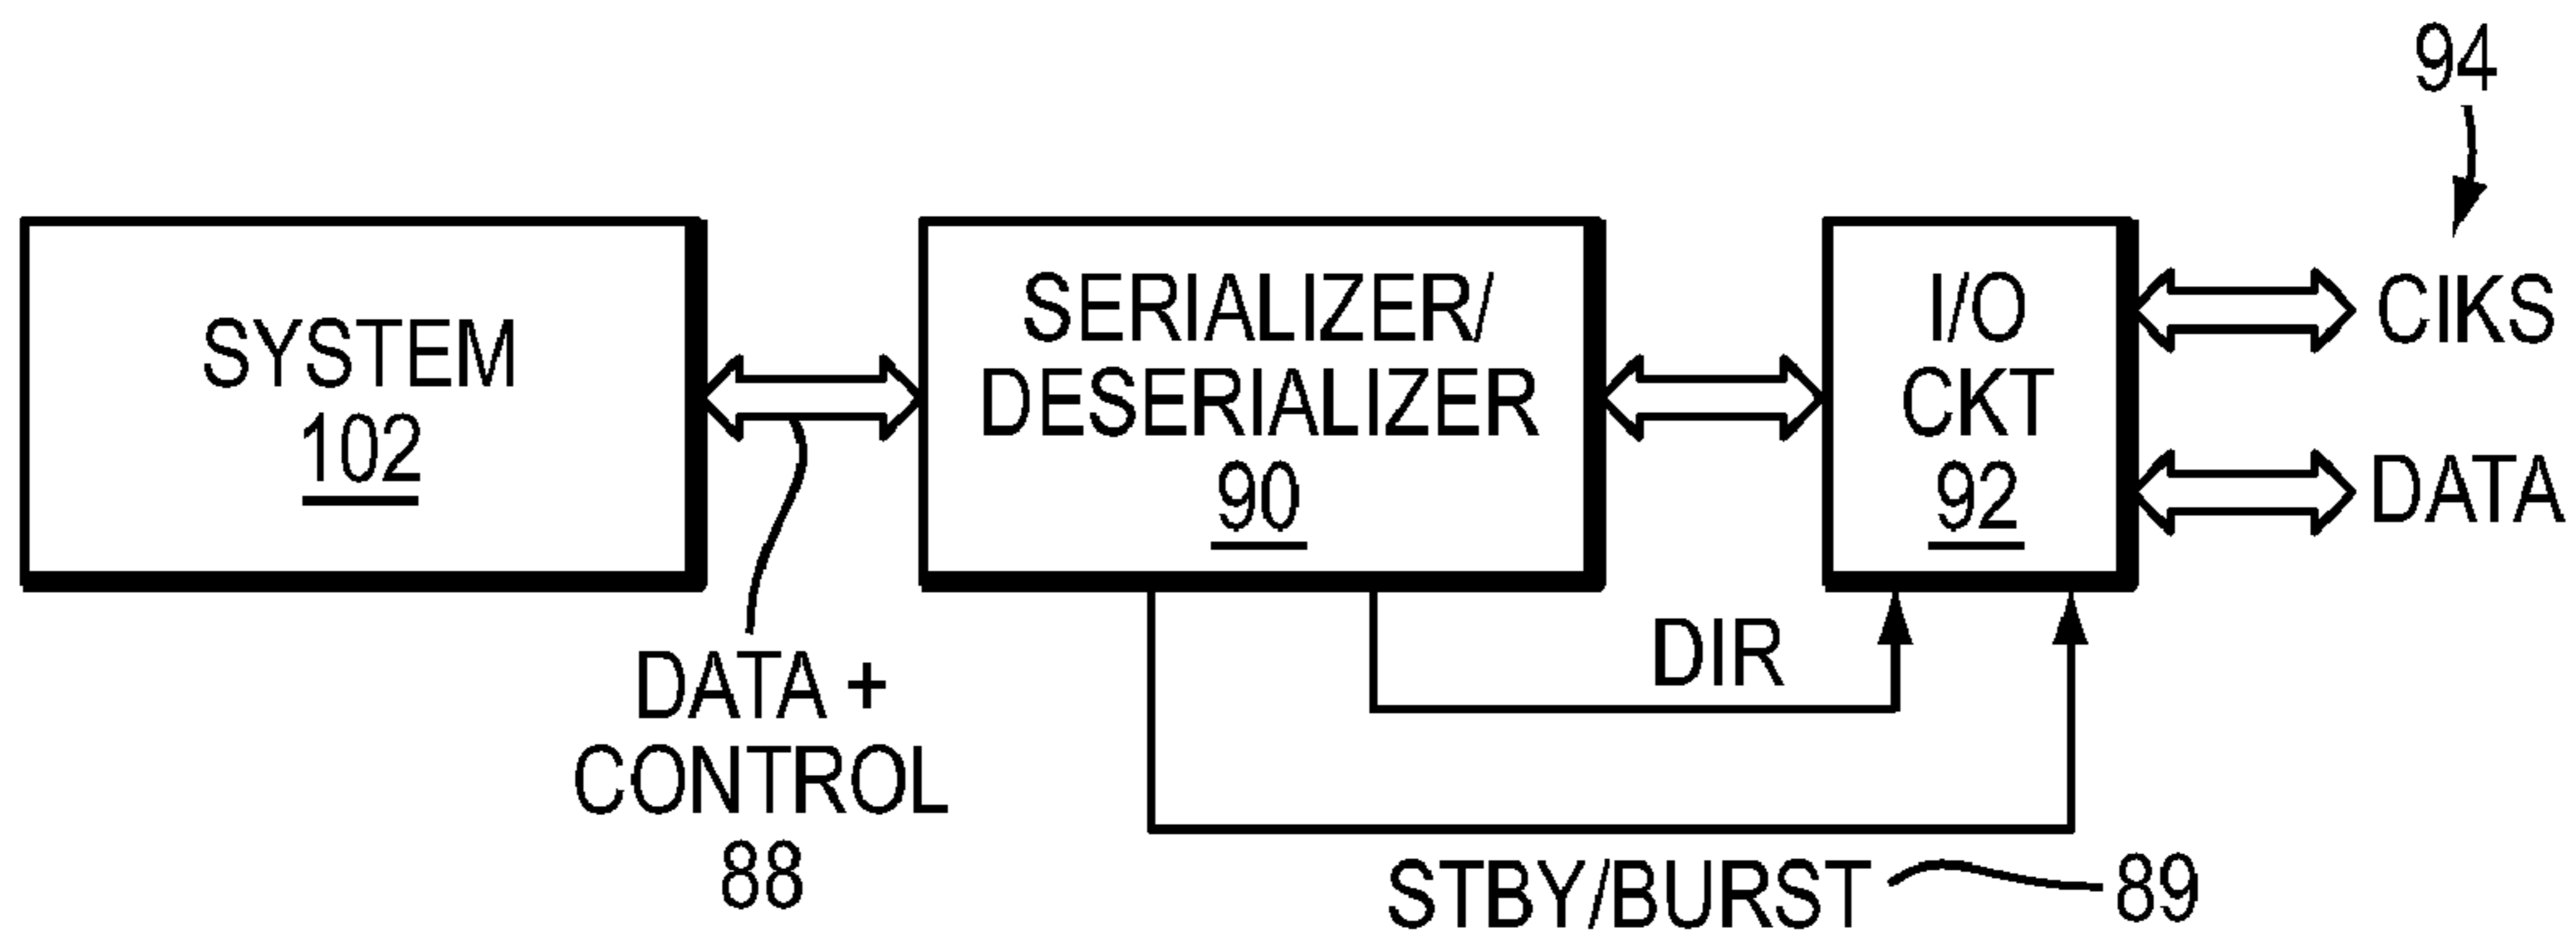 94
SYSTEM
102
SERIALIZER/
DESERIALIZER
90
I/O
CKT
92
CIKS
DATA
DATA +
CONTROL
88
DIR
STBY/BURST
89